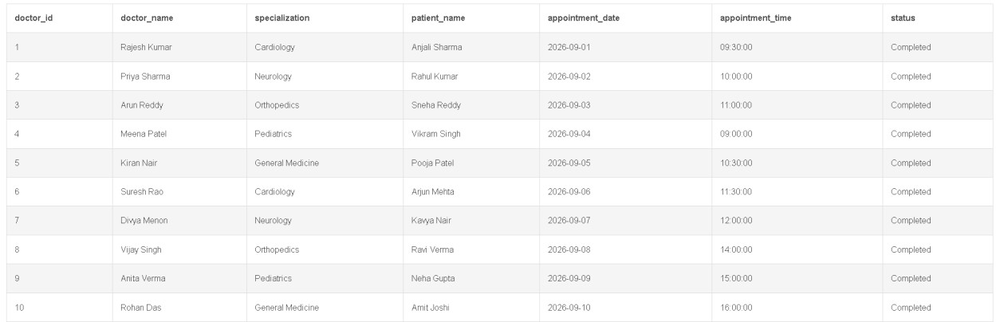 doctor_id doctor_name specialization patient_name appointment_date appointment_time status
1 Rajesh Kumar Cardiology Anjali Sharma 2026-09-01 09:30:00 Completed
2 Priya Sharma Neurology Rahul Kumar 2026-09-02 10:00:00 Completed
3 Arun Reddy Orthopedics Sneha Reddy 2026-09-03 11:00:00 Completed
4 Meena Patel Pediatrics Vikram Singh 2026-09-04 09:00:00 Completed
5 Kiran Nair General Medicine Pooja Patel 2026-09-05 10:30:00 Completed
6 Suresh Rao Cardiology Arjun Mehta 2026-09-06 11:30:00 Completed
7 Divya Menon Neurology Kavya Nair 2026-09-07 12:00:00 Completed
8 Vijay Singh Orthopedics Ravi Verma 2026-09-08 14:00:00 Completed
9 Anita Verma Pediatrics Neha Gupta 2026-09-09 15:00:00 Completed
10 Rohan Das General Medicine Amit Joshi 2026-09-10 16:00:00 Completed